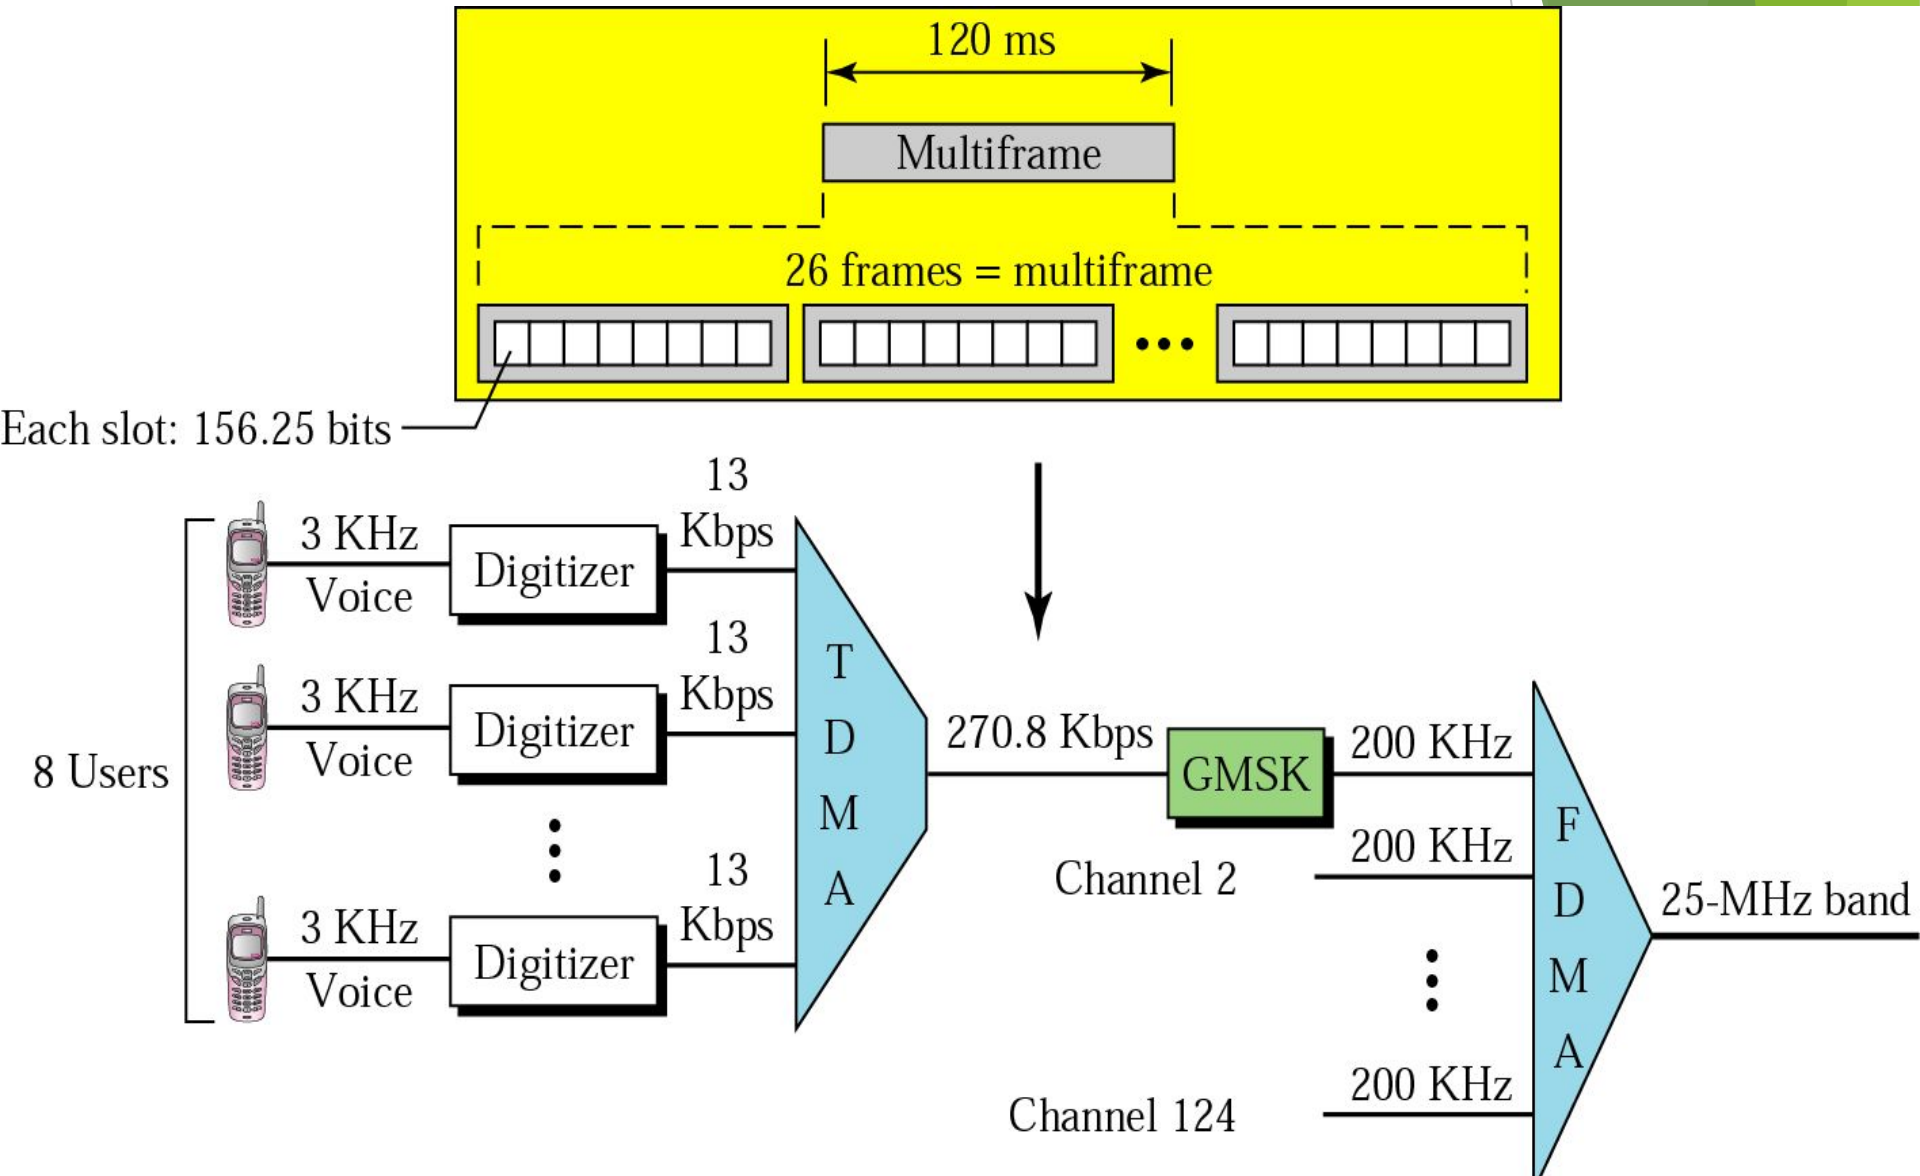 120 ms
Multiframe
26 frames = multiframe
Each slot: 156.25 bits
8 Users
3 KHz
Voice
Digitizer
13
Kbps
3 KHz
Voice
Digitizer
13
Kbps
3 KHz
Voice
Digitizer
13
Kbps
T
D
M
A
270.8 Kbps
GMSK
200 KHz
Channel 2
200 KHz
Channel 124
200 KHz
F
D
M
A
25-MHz band